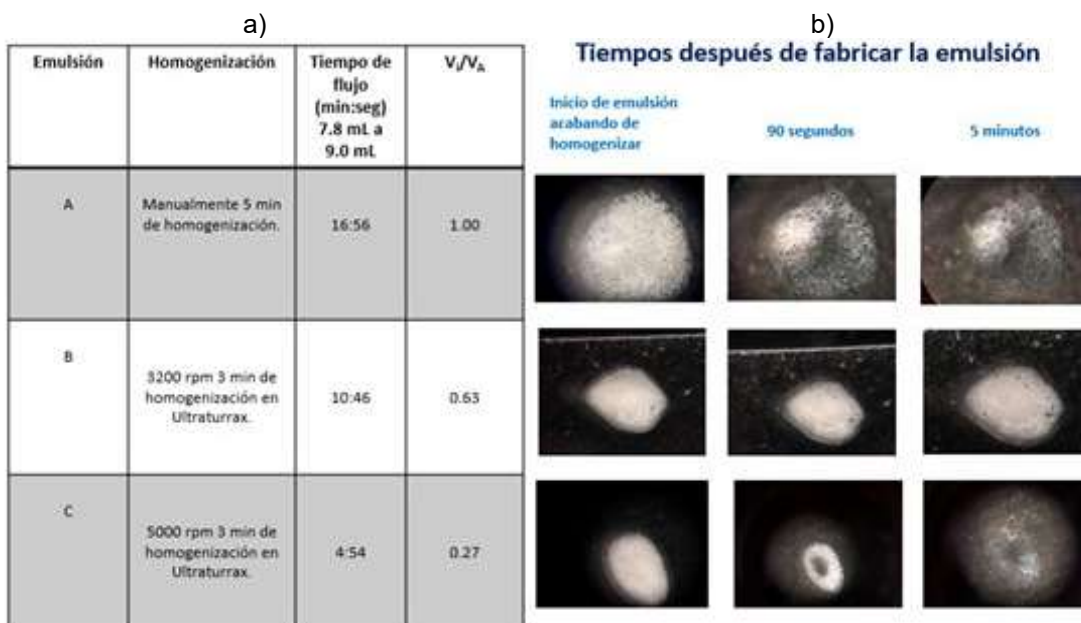 a)
Emulsión
Homogenización
Tiempo de
flujo
(min:seg)
7.8 mL a
9.0 mL
Vᵢ/V_A
A
Manualmente 5 min
de homogenización.
16:56
1.00
B
3200 rpm 3 min de
homogenización en
Ultraturrax.
10:46
0.63
C
5000 rpm 3 min de
homogenización en
Ultraturrax.
4:54
0.27
b)
Tiempos después de fabricar la emulsión
Inicio de emulsión
acabando de
homogenizar
90 segundos
5 minutos